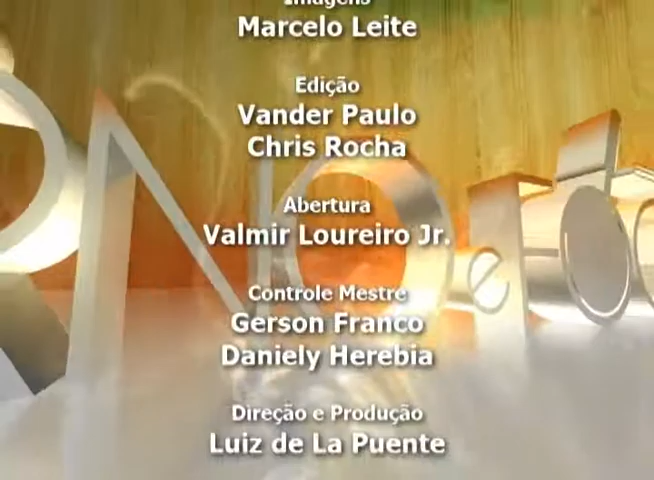 Imagens
Marcelo Leite
Edição
Vander Paulo
Chris Rocha
Abertura
Valmir Loureiro Jr.
Controle Mestre
Gerson Franco
Daniely Herebia
Direção e Produção
Luiz de La Puente